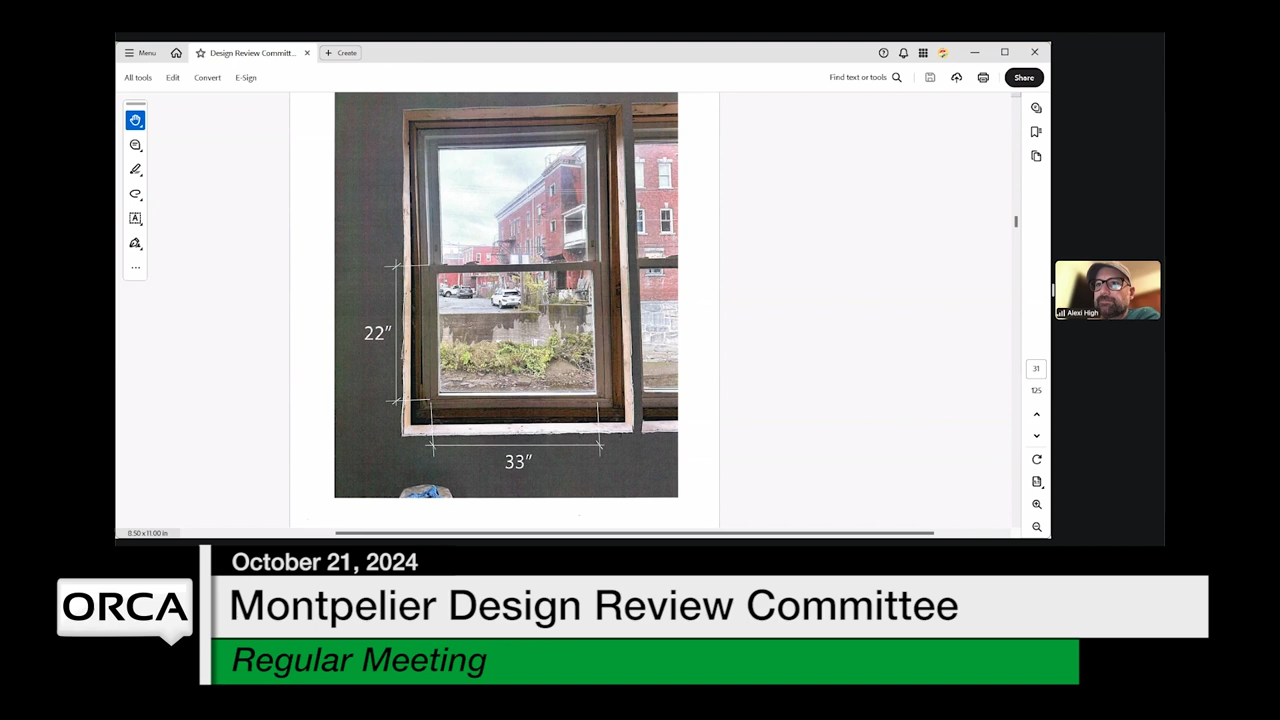 Menu
Design Review Committ...
Create
All tools
Edit
Convert
E-Sign
Find text or tools
Share
22"
33"
31
125
8.50 x 11.00 in
Alexi High
October 21, 2024
ORCA
Montpelier Design Review Committee
Regular Meeting